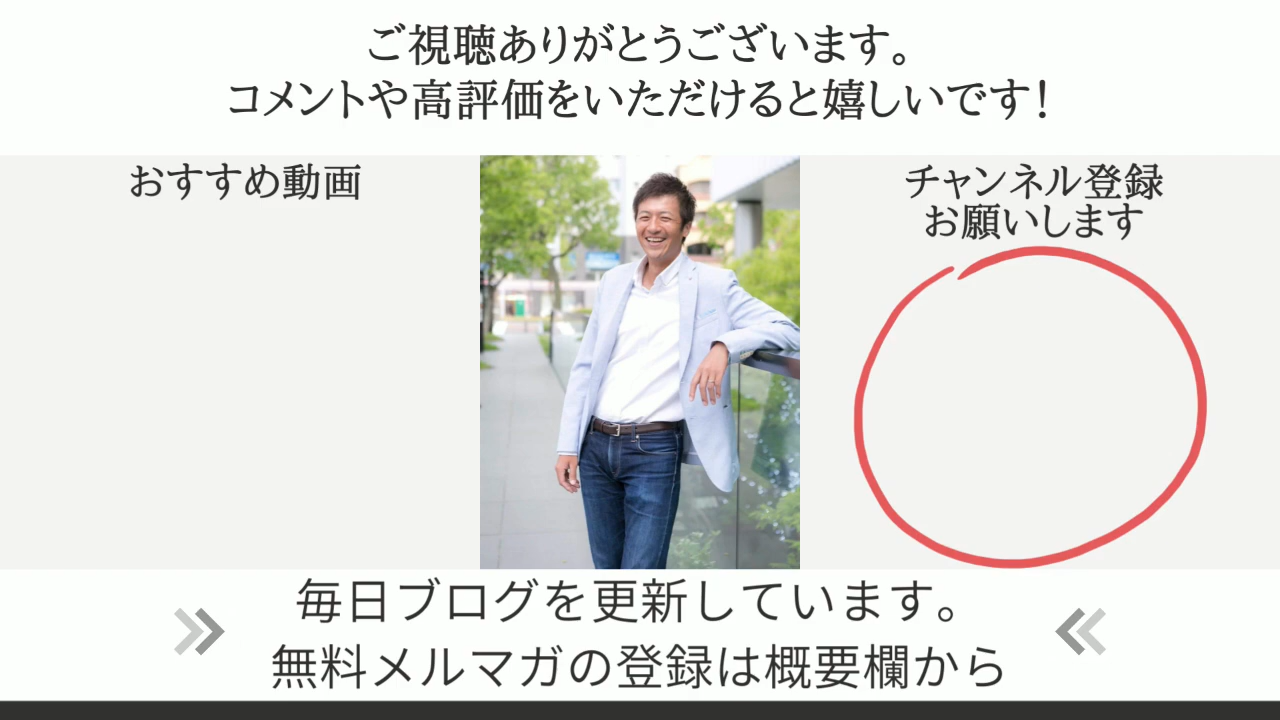 ご視聴ありがとうございます。
コメントや高評価をいただけると嬉しいです!
おすすめ動画
チャンネル登録
お願いします
毎日ブログを更新しています。
無料メルマガの登録は概要欄から